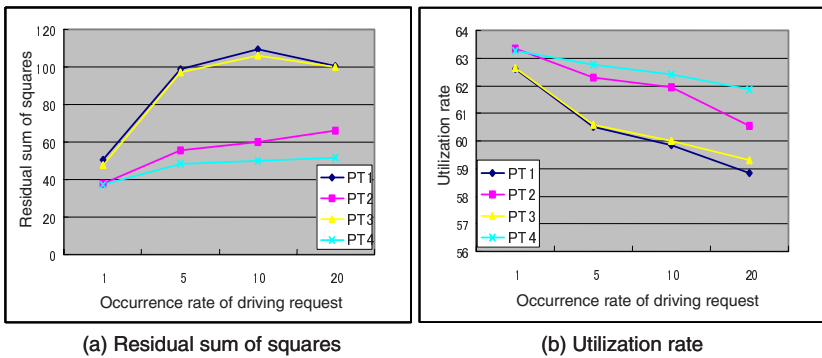 120
100
80
60
40
20
0
Residual sum of squares
PT1
PT2
PT3
PT4
1 5 10 20
Occurrence rate of driving request
(a) Residual sum of squares
64
63
62
61
60
59
58
57
56
Utilization rate
PT1
PT2
PT3
PT4
1 5 10 20
Occurrence rate of driving request
(b) Utilization rate